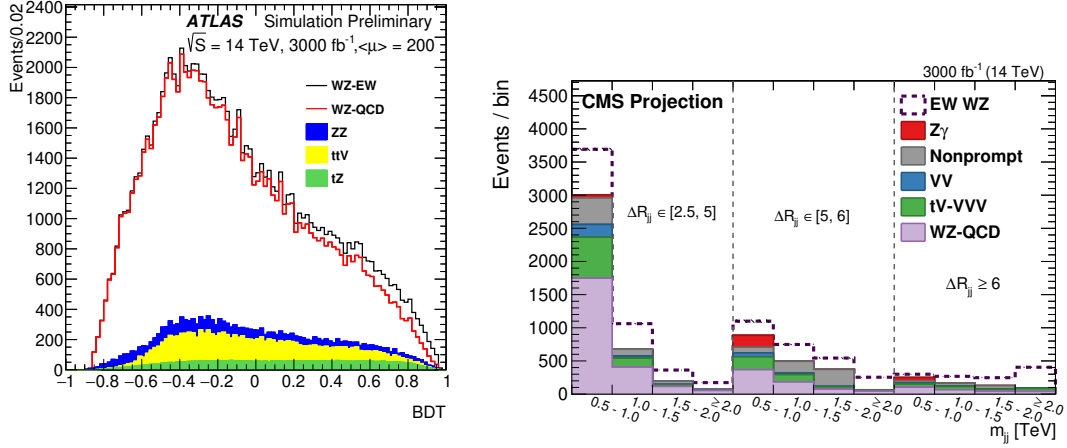 ATLAS Simulation Preliminary
√S = 14 TeV, 3000 fb⁻¹,<μ> = 200
Events/0.02
2400
2200
2000
1800
1600
1400
1200
1000
800
600
400
200
0
WZ-EW
WZ-QCD
ZZ
ttV
tZ
−1 −0.8 −0.6 −0.4 −0.2 0 0.2 0.4 0.6 0.8 1
BDT
3000 fb⁻¹ (14 TeV)
CMS Projection
Events / bin
4500
4000
3500
3000
2500
2000
1500
1000
500
0
EW WZ
Zγ
Nonprompt
VV
tV-VVV
WZ-QCD
ΔR_jj ∈ [2.5, 5]
ΔR_jj ∈ [5, 6]
ΔR_jj ≥ 6
0.5 - 1.0 1.0 - 1.5 1.5 - 2.0 ≥ 2.0 0.5 - 1.0 1.0 - 1.5 1.5 - 2.0 ≥ 2.0 0.5 - 1.0 1.0 - 1.5 1.5 - 2.0 ≥ 2.0
m_jj [TeV]